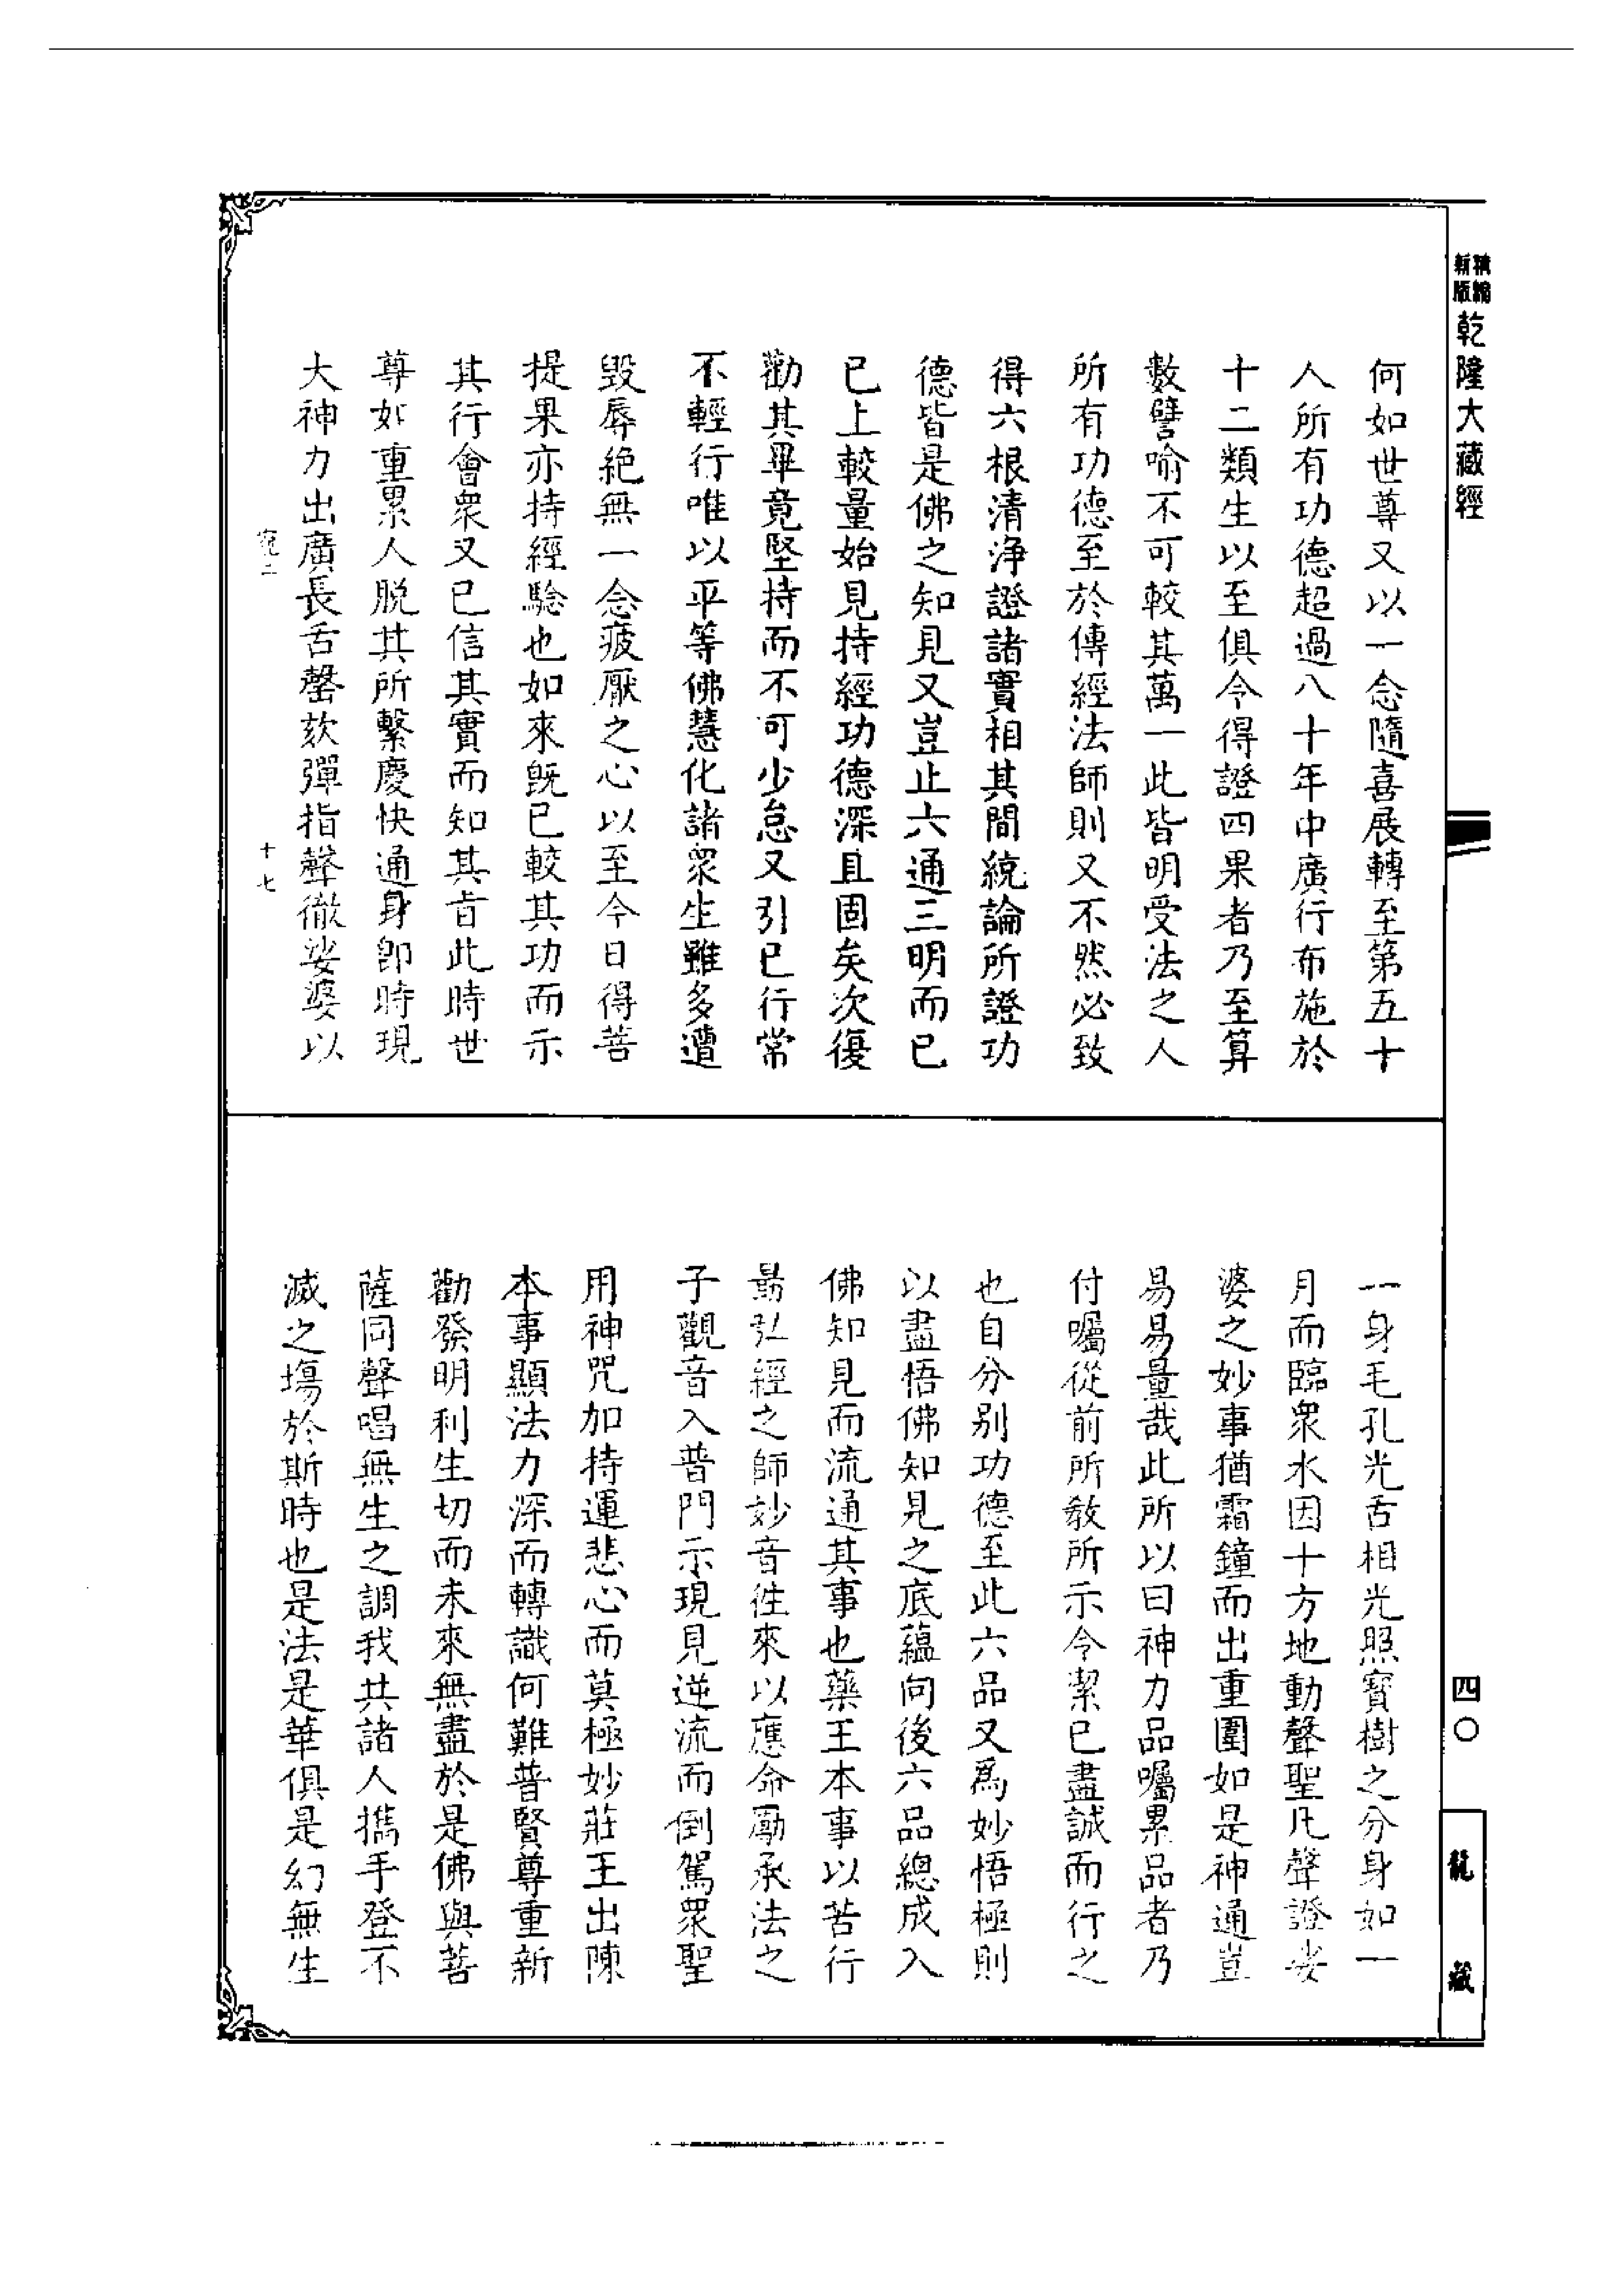 精縮新版乾隆大藏經
何如世尊又以一念隨喜展轉至第五十
人所有功德超過八十年中廣行布施於
十二類生以至俱令得證四果者乃至算
數譬喻不可較其萬一此皆明受法之人
所有功德至於傳經法師則又不然必致
得六根清淨證諸實相其間統論所證功
德皆是佛之知見又豈止六通三明而已
已上較量始見持經功德深且固矣次復
勸其畢竟堅持而不可少怠又引已行常
不輕行唯以平等佛慧化諸眾生雖多遭
毀辱絕無一念疲厭之心以至今日得菩
提果亦持經驗也如來既已較其功而示
其行會眾又已信其實而知其旨此時世
尊如重累人脫其所繫慶快通身即時現
大神力出廣長舌謦欬彈指聲徹娑婆以
十七
一身毛孔光舌相光照寶樹之分身如一
月而臨眾水因十方地動聲聖凡聲證娑
婆之妙事猶霜鐘而出重圍如是神通豈
易易量哉此所以曰神力品囑累品者乃
付囑從前所教所示令潔已盡誠而行之
也自分别功德至此六品又為妙悟極則
以盡悟佛知見之底蘊向後六品總成入
佛知見而流通其事也藥王本事以苦行
最弘經之師妙音徃來以應命勵承法之
子觀音入普門示現見逆流而倒駕眾聖
用神咒加持運悲心而莫極妙莊王出陳
本事顯法力深而轉識何難普賢尊重新
勸發明利生切而未來無盡於是佛與菩
薩同聲唱無生之調我共諸人攜手登不
滅之場於斯時也是法是華俱是幻無生
四〇
龍藏